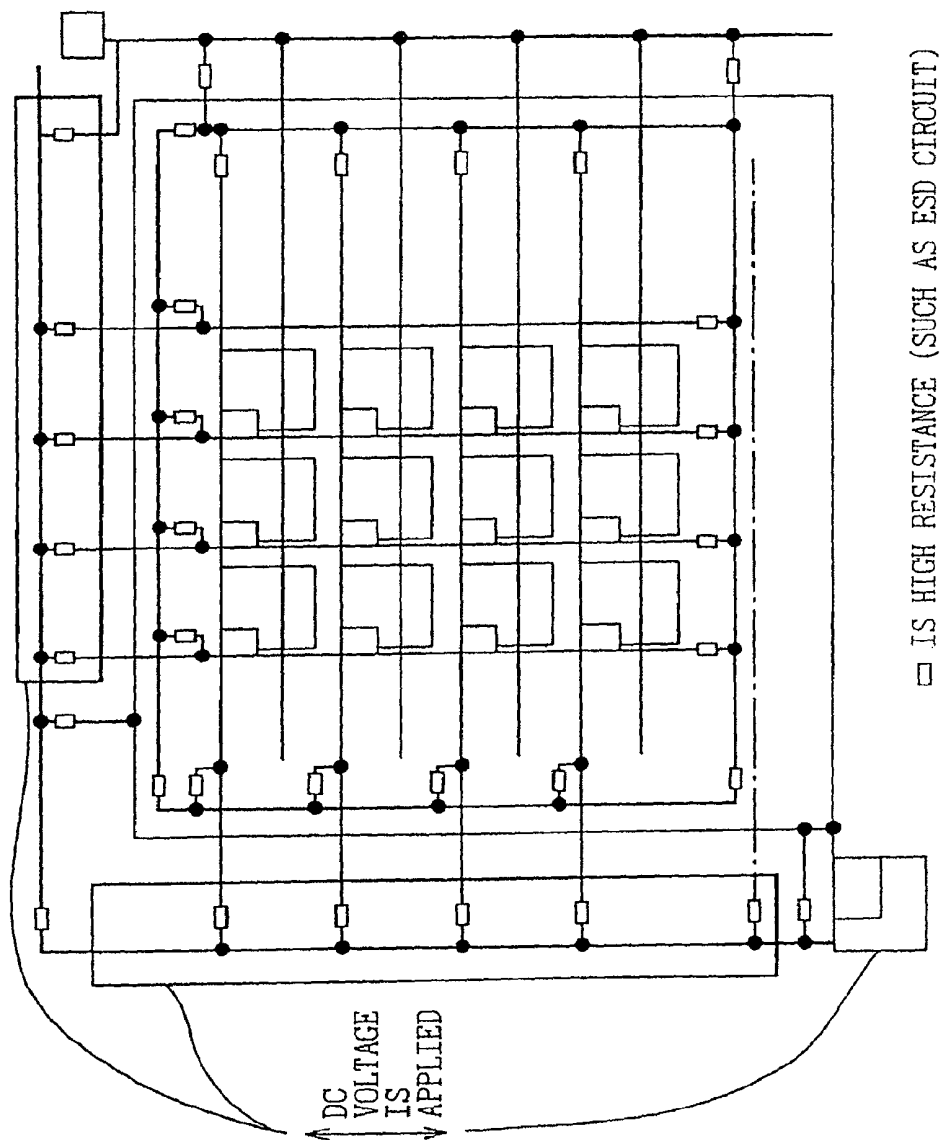 □ IS HIGH RESISTANCE (SUCH AS ESD CIRCUIT)
DC
VOLTAGE
IS
APPLIED